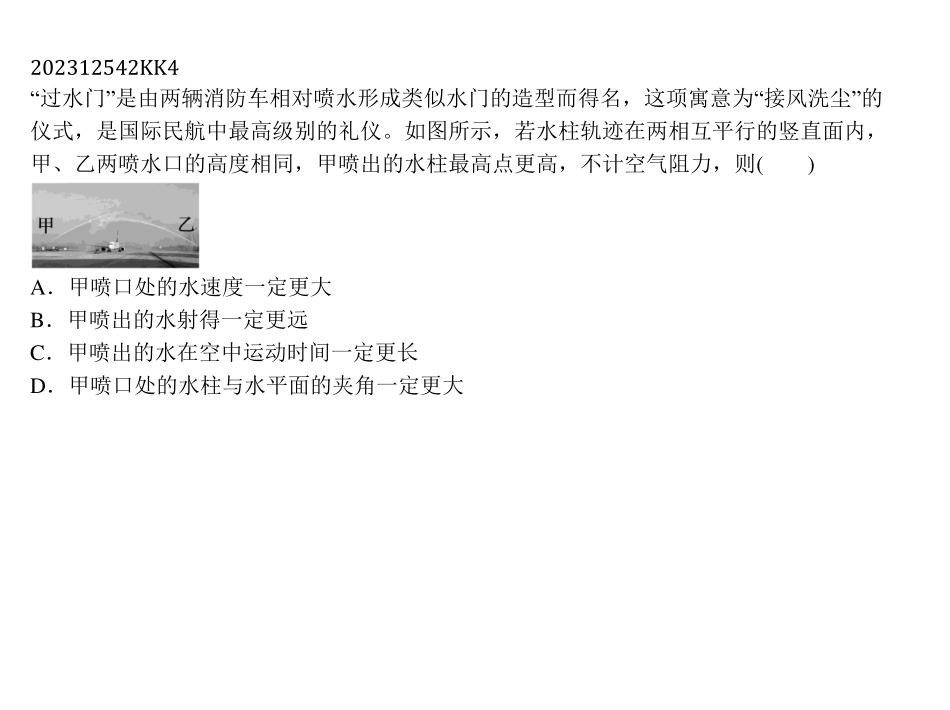 202312542KK4
“过水门”是由两辆消防车相对喷水形成类似水门的造型而得名，这项寓意为“接风洗尘”的
仪式，是国际民航中最高级别的礼仪。如图所示，若水柱轨迹在两相互平行的竖直面内，
甲、乙两喷水口的高度相同，甲喷出的水柱最高点更高，不计空气阻力，则(　　)
甲 乙
A．甲喷口处的水速度一定更大
B．甲喷出的水射得一定更远
C．甲喷出的水在空中运动时间一定更长
D．甲喷口处的水柱与水平面的夹角一定更大